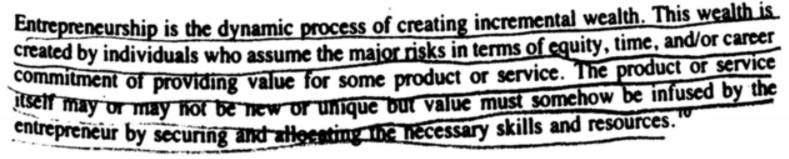 Entrepreneurship is the dynamic process of creating incremental wealth. This wealth is
created by individuals who assume the major risks in terms of equity, time, and/or career
commitment of providing value for some product or service. The product or service
itself may or may not be new or unique but value must somehow be infused by the
entrepreneur by securing and allocating the necessary skills and resources.¹⁰